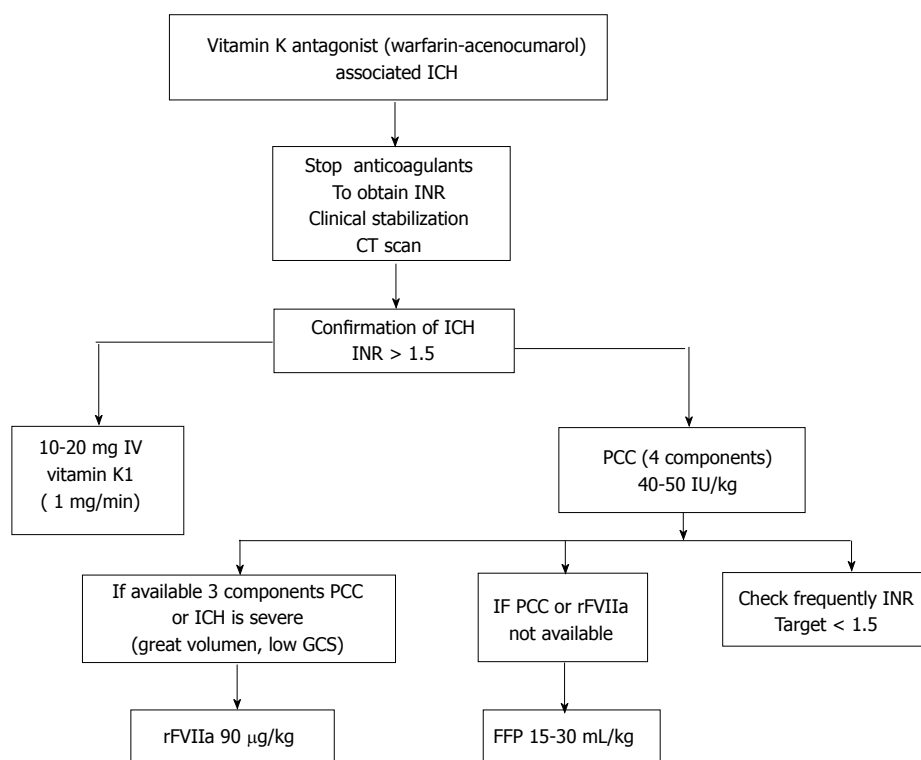 Vitamin K antagonist (warfarin-acenocumarol)
associated ICH
Stop anticoagulants
To obtain INR
Clinical stabilization
CT scan
Confirmation of ICH
INR > 1.5
10-20 mg IV
vitamin K1
( 1 mg/min)
PCC (4 components)
40-50 IU/kg
If available 3 components PCC
or ICH is severe
(great volumen, low GCS)
IF PCC or rFVIIa
not available
Check frequently INR
Target < 1.5
rFVIIa 90 μg/kg
FFP 15-30 mL/kg